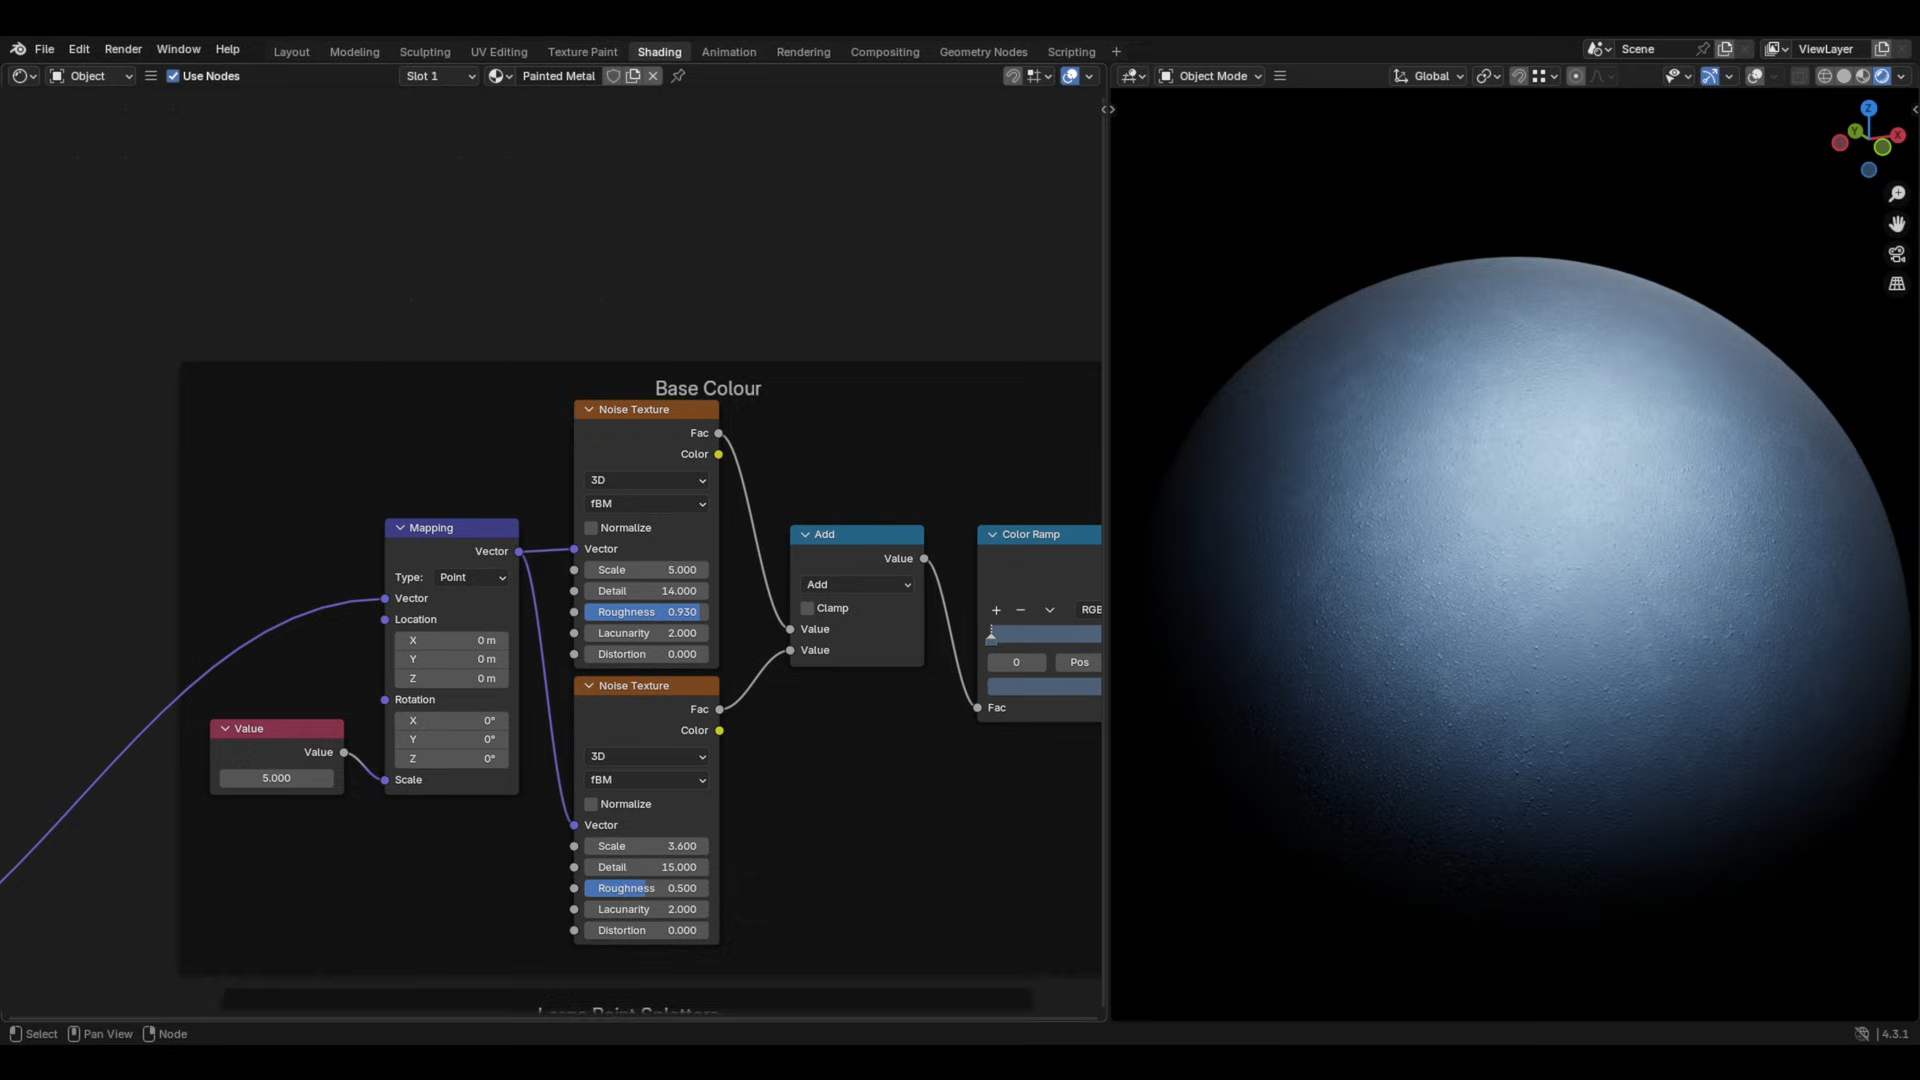 File Edit Render Window Help Layout Modeling Sculpting UV Editing Texture Paint Shading Animation Rendering Compositing Geometry Nodes Scripting + Scene ViewLayer
Object Use Nodes Slot 1 Painted Metal Object Mode Global
Z
Y X
Base Colour
Noise Texture
Fac
Color
3D
fBM
Normalize
Vector
Scale 5.000
Detail 14.000
Roughness 0.930
Lacunarity 2.000
Distortion 0.000
Mapping
Vector
Type: Point
Vector
Location
X 0 m
Y 0 m
Z 0 m
Rotation
X 0°
Y 0°
Z 0°
Scale
Value
Value
5.000
Noise Texture
Fac
Color
3D
fBM
Normalize
Vector
Scale 3.600
Detail 15.000
Roughness 0.500
Lacunarity 2.000
Distortion 0.000
Add
Value
Add
Clamp
Value
Value
Color Ramp
+ − RGB
0 Pos
Fac
Select Pan View Node 4.3.1